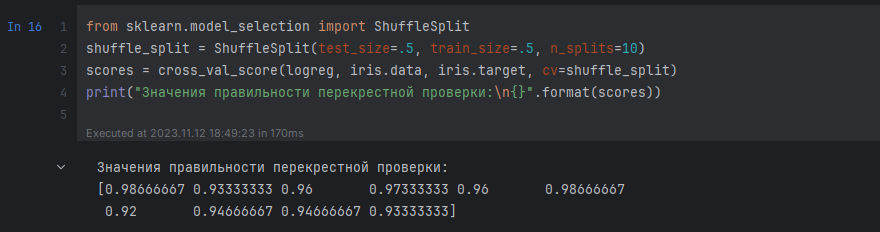 In 16
1 from sklearn.model_selection import ShuffleSplit
2 shuffle_split = ShuffleSplit(test_size=.5, train_size=.5, n_splits=10)
3 scores = cross_val_score(logreg, iris.data, iris.target, cv=shuffle_split)
4 print("Значения правильности перекрестной проверки:\n{}".format(scores))
5
Executed at 2023.11.12 18:49:23 in 170ms
Значения правильности перекрестной проверки:
[0.98666667 0.93333333 0.96       0.97333333 0.96       0.98666667
 0.92       0.94666667 0.94666667 0.93333333]